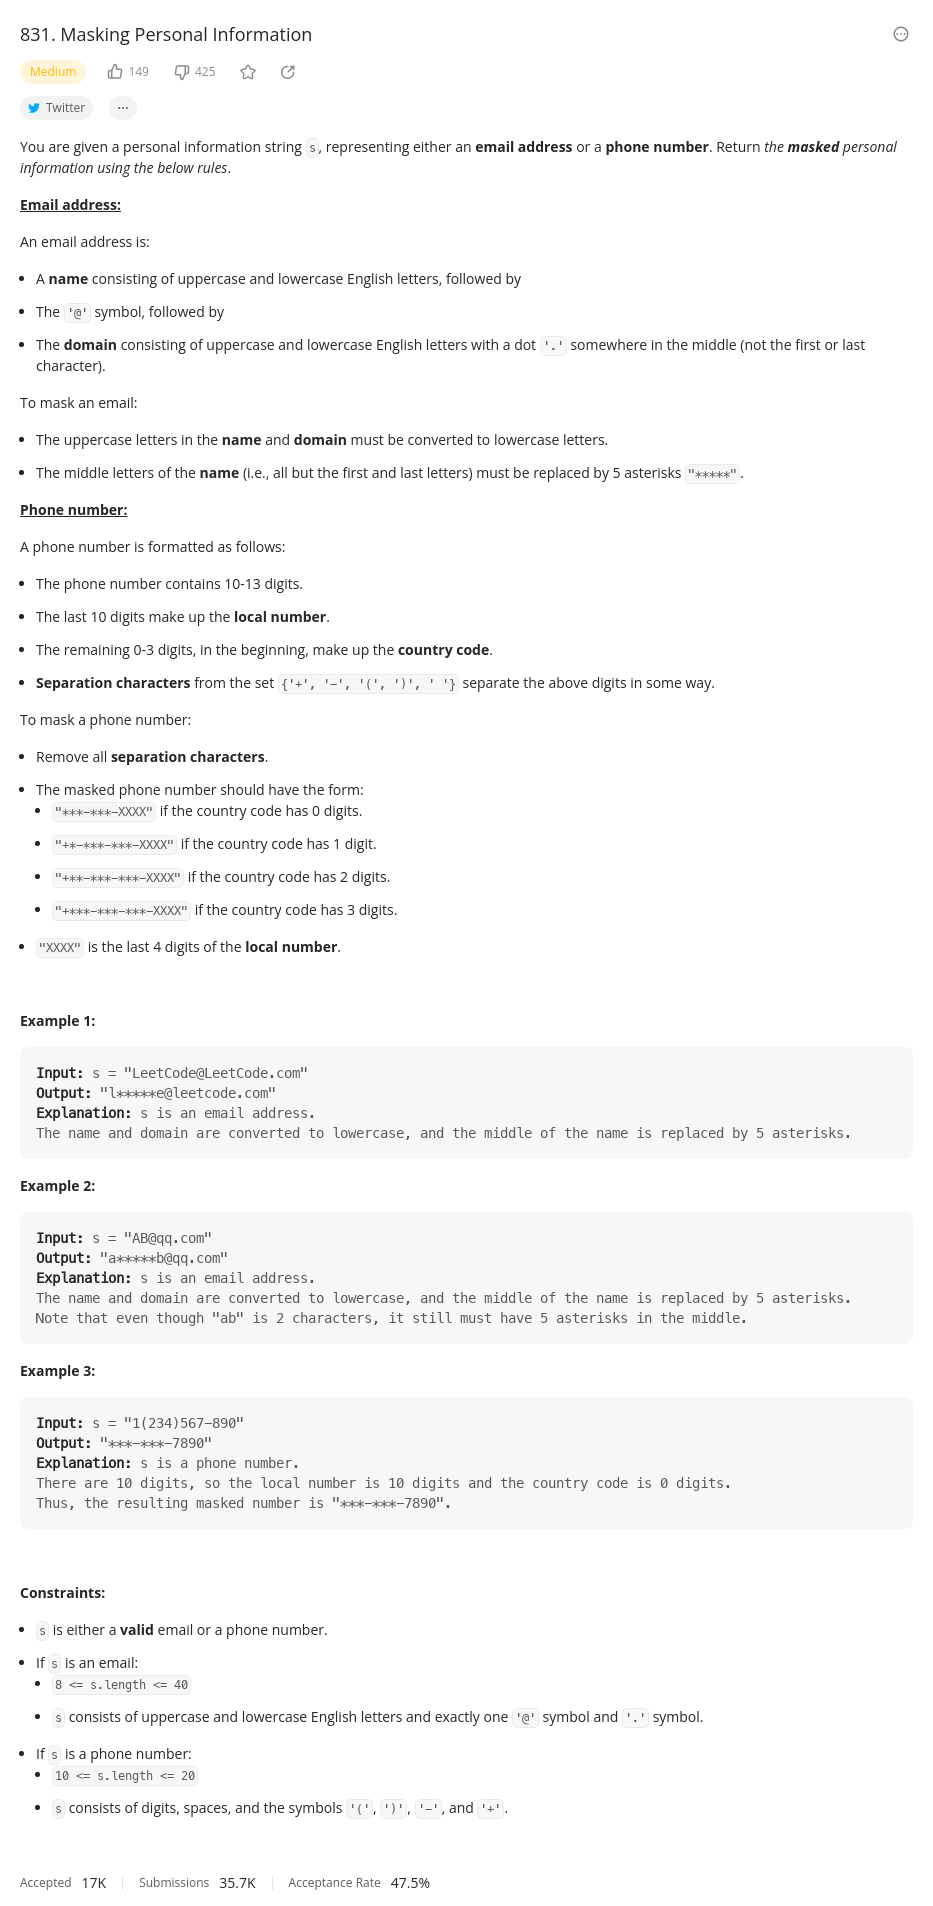 831. Masking Personal Information
Medium 149 425
Twitter ...
You are given a personal information string s, representing either an email address or a phone number. Return the masked personal
information using the below rules.
Email address:
An email address is:
• A name consisting of uppercase and lowercase English letters, followed by
• The '@' symbol, followed by
• The domain consisting of uppercase and lowercase English letters with a dot '.' somewhere in the middle (not the first or last
character).
To mask an email:
• The uppercase letters in the name and domain must be converted to lowercase letters.
• The middle letters of the name (i.e., all but the first and last letters) must be replaced by 5 asterisks "*****".
Phone number:
A phone number is formatted as follows:
• The phone number contains 10-13 digits.
• The last 10 digits make up the local number.
• The remaining 0-3 digits, in the beginning, make up the country code.
• Separation characters from the set {'+', '-', '(', ')', ' '} separate the above digits in some way.
To mask a phone number:
• Remove all separation characters.
• The masked phone number should have the form:
• "***-***-XXXX" if the country code has 0 digits.
• "+*-***-***-XXXX" if the country code has 1 digit.
• "+**-***-***-XXXX" if the country code has 2 digits.
• "+***-***-***-XXXX" if the country code has 3 digits.
• "XXXX" is the last 4 digits of the local number.
Example 1:
Input: s = "LeetCode@LeetCode.com"
Output: "l*****e@leetcode.com"
Explanation: s is an email address.
The name and domain are converted to lowercase, and the middle of the name is replaced by 5 asterisks.
Example 2:
Input: s = "AB@qq.com"
Output: "a*****b@qq.com"
Explanation: s is an email address.
The name and domain are converted to lowercase, and the middle of the name is replaced by 5 asterisks.
Note that even though "ab" is 2 characters, it still must have 5 asterisks in the middle.
Example 3:
Input: s = "1(234)567-890"
Output: "***-***-7890"
Explanation: s is a phone number.
There are 10 digits, so the local number is 10 digits and the country code is 0 digits.
Thus, the resulting masked number is "***-***-7890".
Constraints:
• s is either a valid email or a phone number.
• If s is an email:
• 8 <= s.length <= 40
• s consists of uppercase and lowercase English letters and exactly one '@' symbol and '.' symbol.
• If s is a phone number:
• 10 <= s.length <= 20
• s consists of digits, spaces, and the symbols '(', ')', '-', and '+'.
Accepted 17K Submissions 35.7K Acceptance Rate 47.5%